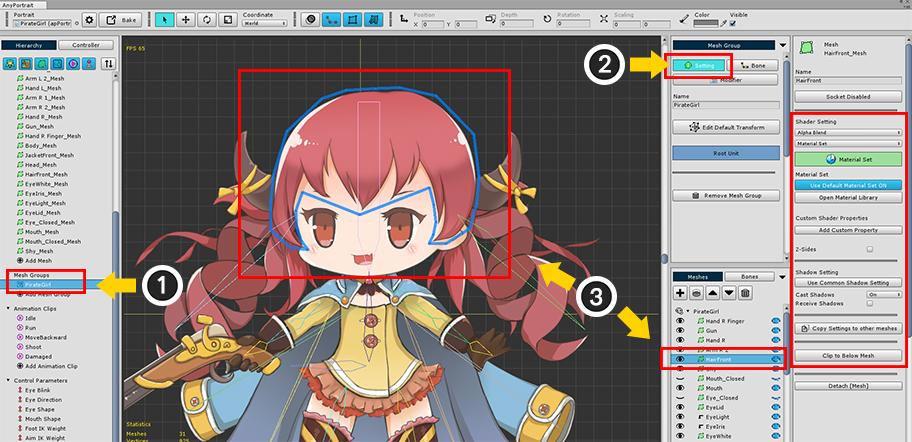 AnyPortrait
Portrait
PirateGirl (apPortr
Bake
Coordinate
World
Position
X 0
Y 0
Depth
0
Rotation
0
Scaling
X 0
Y 0
Color
Visible
Hierarchy
Controller
Arm L 2_Mesh
Hand L_Mesh
Arm R 1_Mesh
Arm R 2_Mesh
Hand R_Mesh
Gun_Mesh
Hand R Finger_Mesh
Body_Mesh
JacketFront_Mesh
Head_Mesh
HairFront_Mesh
EyeWhite_Mesh
EyeIris_Mesh
EyeLight_Mesh
EyeLid_Mesh
Eye_Closed_Mesh
Mouth_Mesh
Mouth_Closed_Mesh
Shy_Mesh
Add Mesh
Mesh Groups
PirateGirl
Add Mesh Group
Animation Clips
Idle
Run
MoveBackward
Shoot
Damaged
Add Animation Clip
Control Parameters
Eye Blink
Eye Direction
Eye Shape
Mouth Shape
Foot IK Weight
Aim IK Weight
FPS 65
Statistics
Meshes 31
Vertices 925
1
2
3
Mesh Group
Setting
Bone
Modifier
Name
PirateGirl
Edit Default Transform
Root Unit
Remove Mesh Group
Meshes
Bones
PirateGirl
Hand R Finger
Gun
Hand R
Arm R 2
HairFront
Shy
Mouth_Closed
Mouth
Eye_Closed
EyeLid
EyeLight
EyeIris
EyeWhite
Mesh
HairFront_Mesh
Name
HairFront
Socket Disabled
Shader Setting
Alpha Blend
Material Set
Material Set
Material Set
Use Default Material Set ON
Open Material Library
Custom Shader Properties
Add Custom Property
2-Sides
Shadow Setting
Use Common Shadow Setting
Cast Shadows On
Receive Shadows
Copy Settings to other meshes
Clip to Below Mesh
Detach (Mesh)